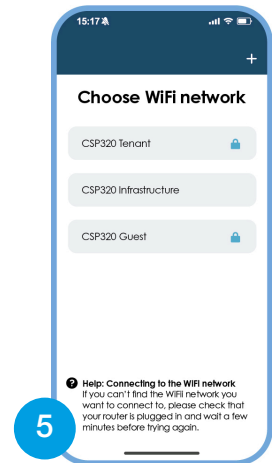 15:17
+
Choose WiFi network
CSP320 Tenant
CSP320 Infrastructure
CSP320 Guest
? Help: Connecting to the WiFi network
If you can't find the WiFi network you
want to connect to, please check that
your router is plugged in and wait a few
minutes before trying again.
5